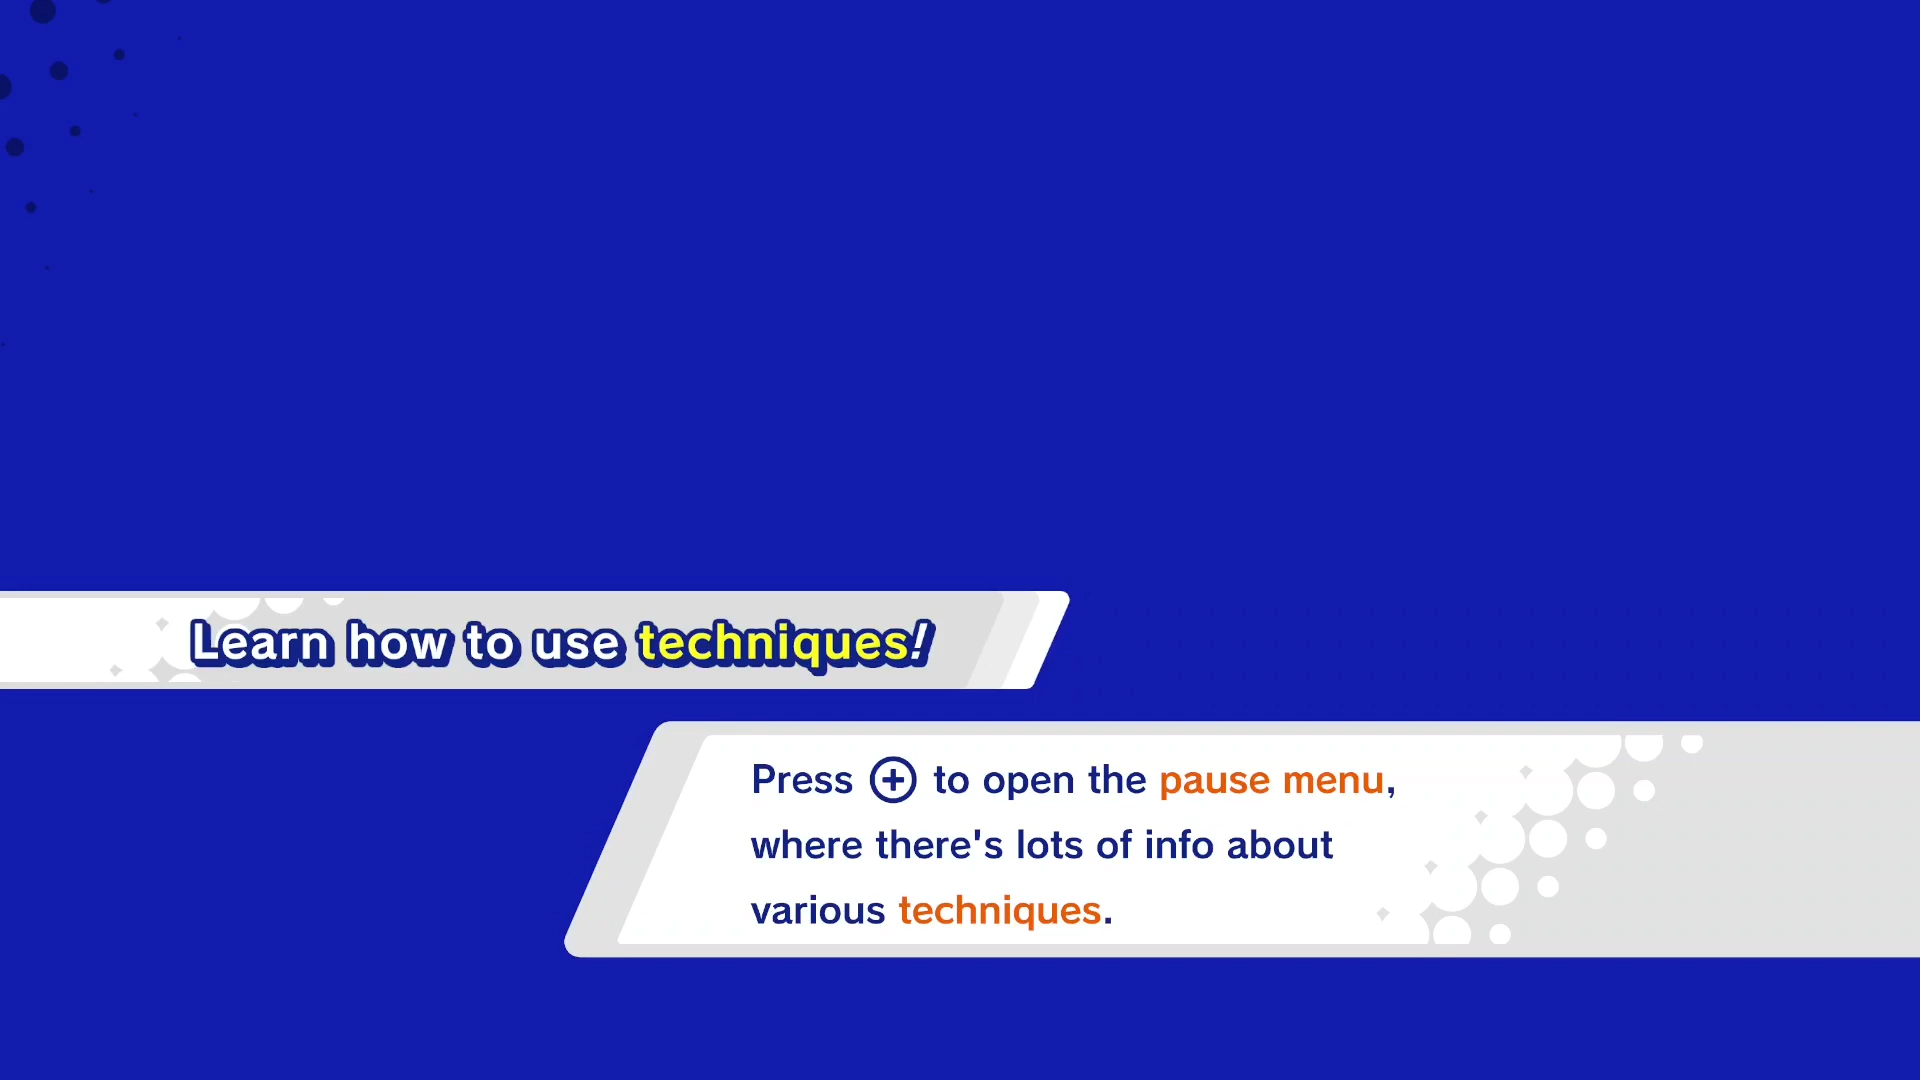 Learn how to use techniques!
Press ⊕ to open the pause menu,
where there's lots of info about
various techniques.